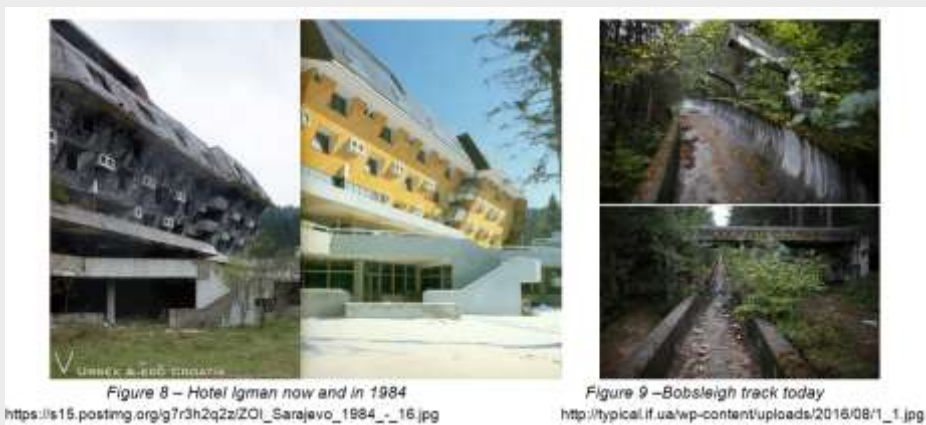 URBEX & EDC CROATIA
Figure 8 – Hotel Igman now and in 1984
https://s15.postimg.org/g7r3h2q2z/ZOI_Sarajevo_1984_-_16.jpg
Figure 9 –Bobsleigh track today
http://typical.if.ua/wp-content/uploads/2016/08/1_1.jpg